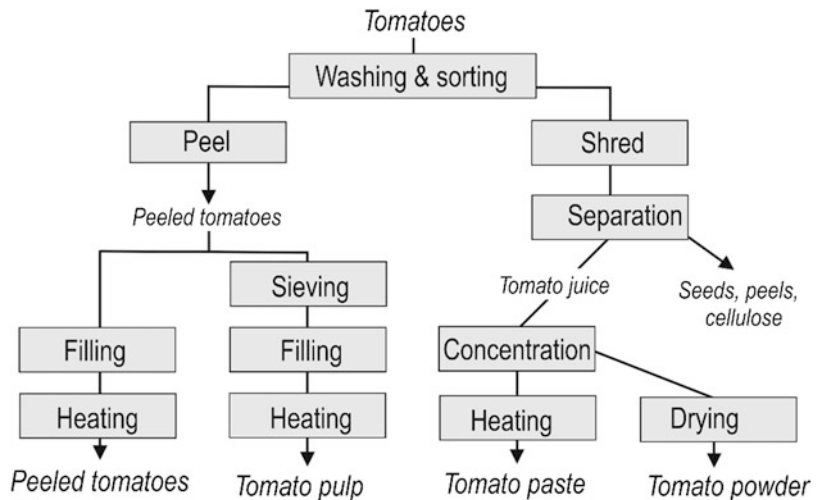 Tomatoes
Washing & sorting
Peel
Shred
Peeled tomatoes
Separation
Sieving
Tomato juice
Seeds, peels,
cellulose
Filling
Filling
Concentration
Heating
Heating
Heating
Drying
Peeled tomatoes
Tomato pulp
Tomato paste
Tomato powder